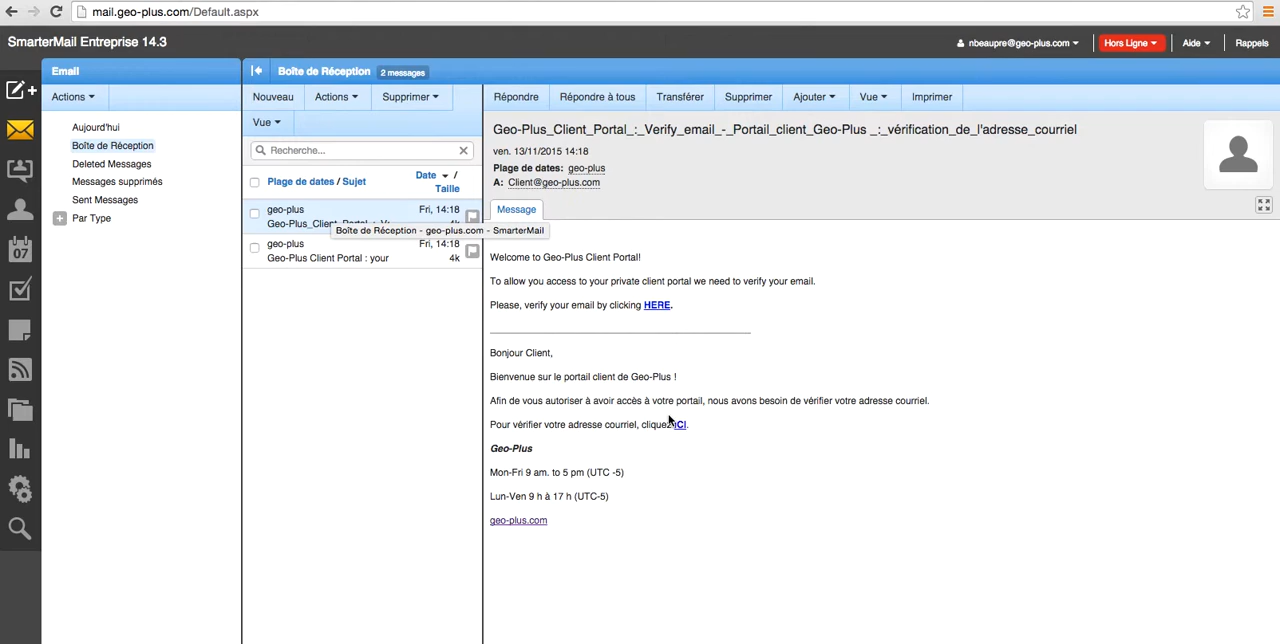 mail.geo-plus.com/Default.aspx
SmarterMail Entreprise 14.3
nbeaupre@geo-plus.com
Hors Ligne
Aide
Rappels
Email
Boîte de Réception
2 messages
Actions
Nouveau
Actions
Supprimer
Répondre
Répondre à tous
Transférer
Supprimer
Ajouter
Vue
Imprimer
Vue
Aujourd'hui
Boîte de Réception
Deleted Messages
Messages supprimés
Sent Messages
Par Type
07
Recherche...
Plage de dates / Sujet
Date /
Taille
geo-plus
Fri, 14:18
Boîte de Réception - geo-plus.com - SmarterMail
geo-plus
Fri, 14:18
Geo-Plus Client Portal : your
4k
Geo-Plus_Client_Portal_:_Verify_email_-_Portail_client_Geo-Plus _:_vérification_de_l'adresse_courriel
ven. 13/11/2015 14:18
Plage de dates: geo-plus
A: Client@geo-plus.com
Message
Welcome to Geo-Plus Client Portal!
To allow you access to your private client portal we need to verify your email.
Please, verify your email by clicking HERE.
Bonjour Client,
Bienvenue sur le portail client de Geo-Plus !
Afin de vous autoriser à avoir accès à votre portail, nous avons besoin de vérifier votre adresse courriel.
Pour vérifier votre adresse courriel, cliquez ICI.
Geo-Plus
Mon-Fri 9 am. to 5 pm (UTC -5)
Lun-Ven 9 h à 17 h (UTC-5)
geo-plus.com